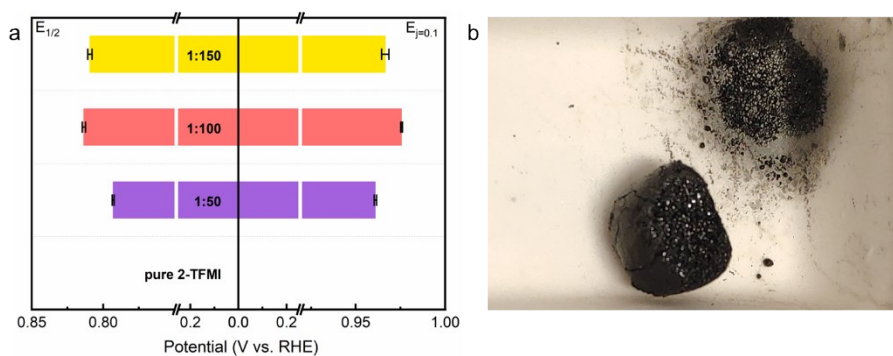 a
E1/2
Ej=0.1
1:150
1:100
1:50
pure 2-TFMI
0.85 0.80 0.2 0.0 0.2 0.95 1.00
Potential (V vs. RHE)
b